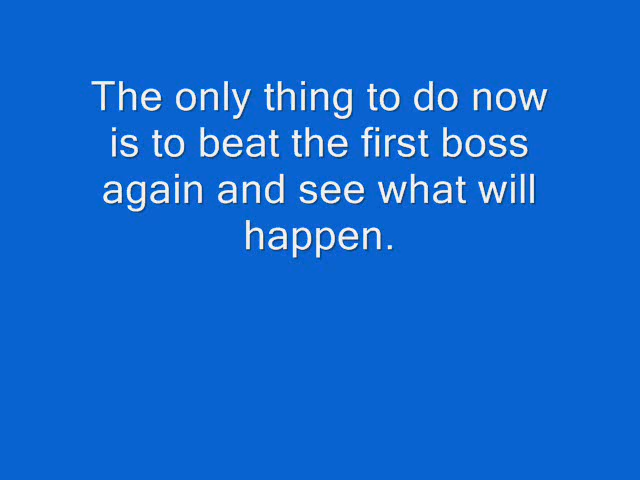 The only thing to do now
is to beat the first boss
again and see what will
happen.